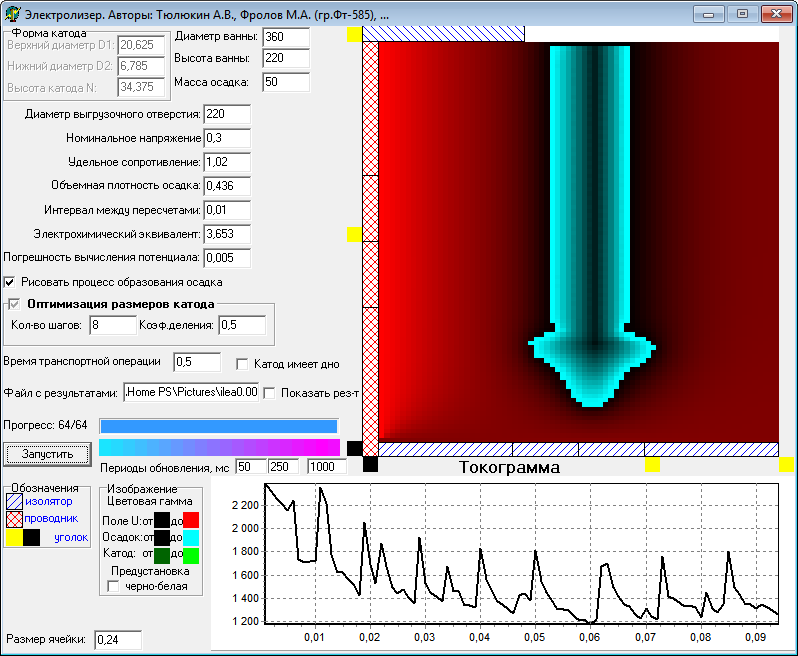 Электролизер. Авторы: Тюлюкин А.В., Фролов М.А. (гр.Фт-585), ...
Форма катода
Верхний диаметр D1: 20,625
Нижний диаметр D2: 6,785
Высота катода N: 34,375
Диаметр ванны: 360
Высота ванны: 220
Масса осадка: 50
Диаметр выгрузочного отверстия: 220
Номинальное напряжение 0,3
Удельное сопротивление: 1,02
Объемная плотность осадка: 0,436
Интервал между пересчетами: 0,01
Электрохимический эквивалент: 3,653
Погрешность вычисления потенциала: 0,005
Рисовать процесс образования осадка
Оптимизация размеров катода
Кол-во шагов: 8 Коэф.деления: 0,5
Время транспортной операции 0,5 Катод имеет дно
Файл с результатами: .Home PS\Pictures\ilea0.00 Показать рез-т
Прогресс: 64/64
Запустить
Периоды обновления, мс 50 250 1000
Обозначения
изолятор
проводник
уголок
Изображение
Цветовая гамма
Поле U: от до
Осадок: от до
Катод: от до
Предустановка
черно-белая
Размер ячейки: 0,24
Токограмма
2 200
2 000
1 800
1 600
1 400
1 200
0,01 0,02 0,03 0,04 0,05 0,06 0,07 0,08 0,09